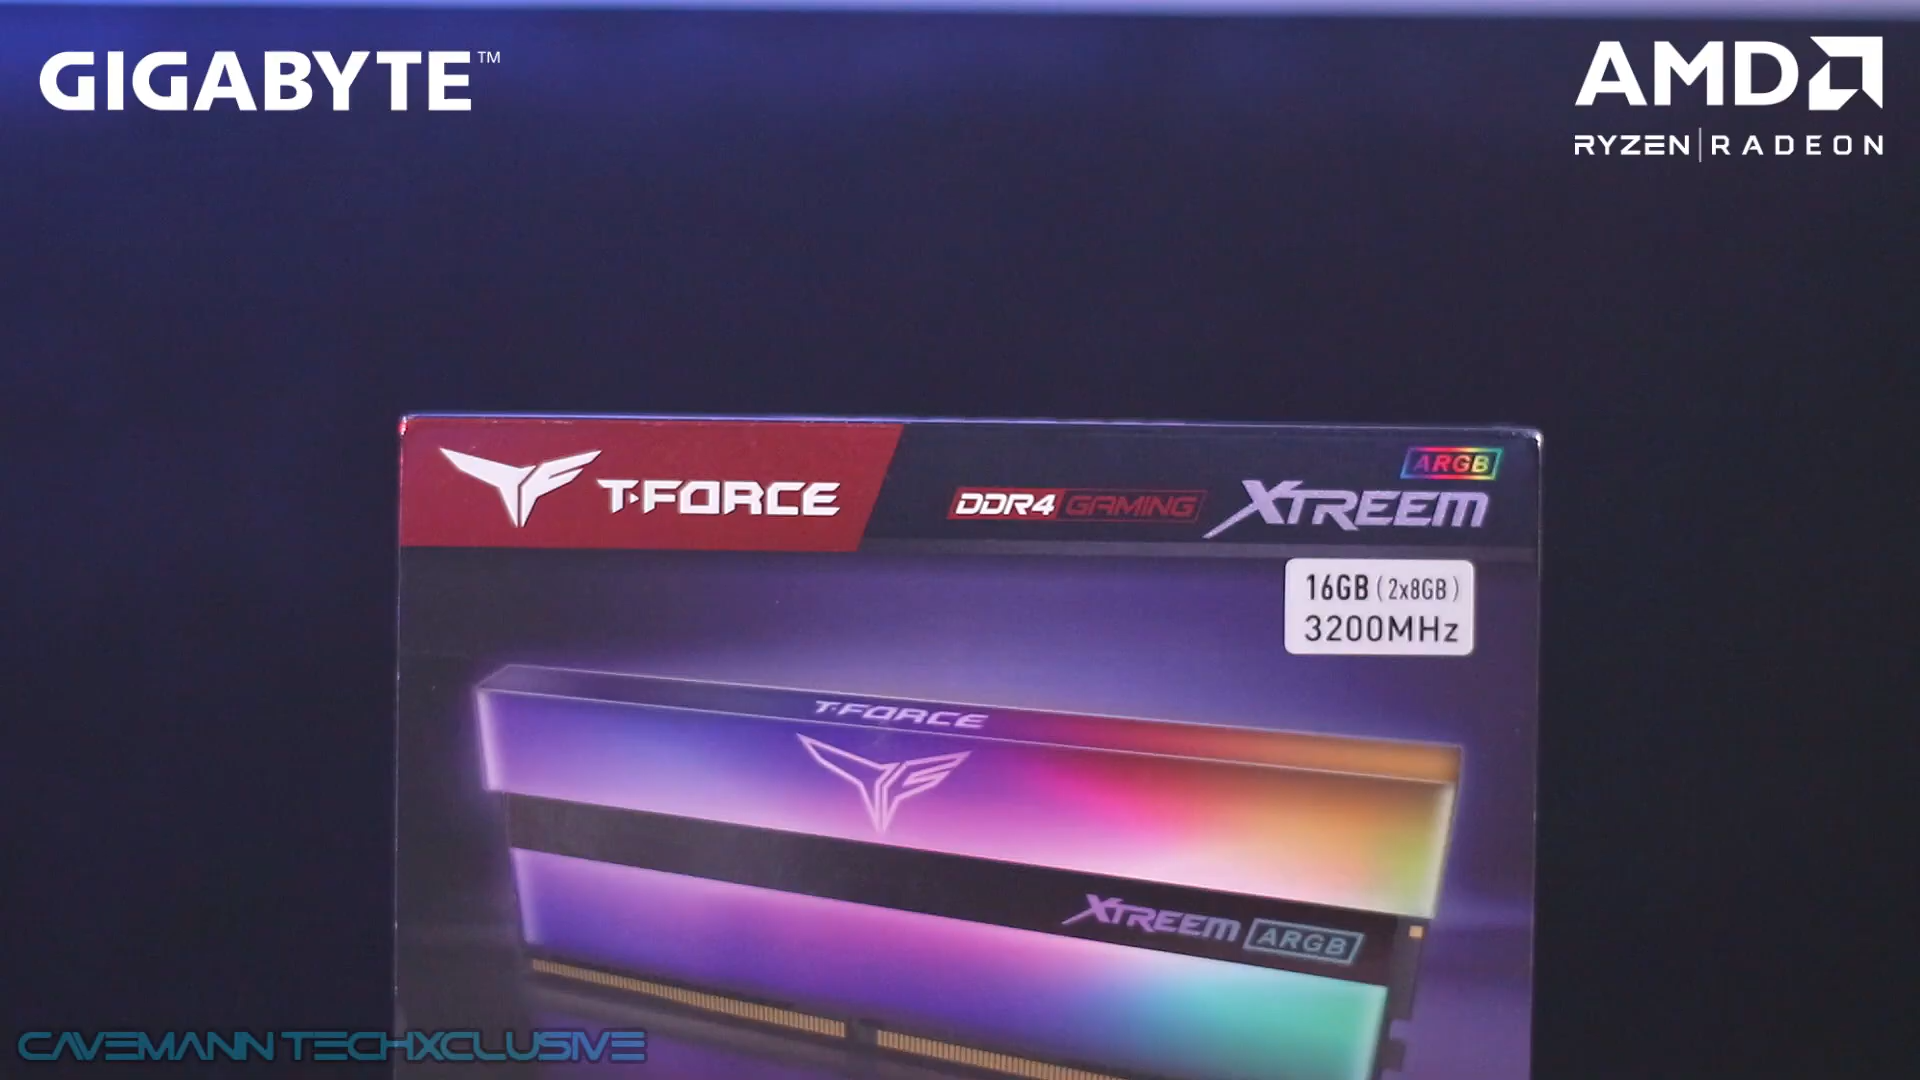 GIGABYTE™
AMD
RYZEN | RADEON
T-FORCE
DDR4 GAMING
XTREEM
ARGB
16GB (2x8GB)
3200MHz
T-FORCE
XTREEM ARGB
CAVEMANN TECHXCLUSIVE